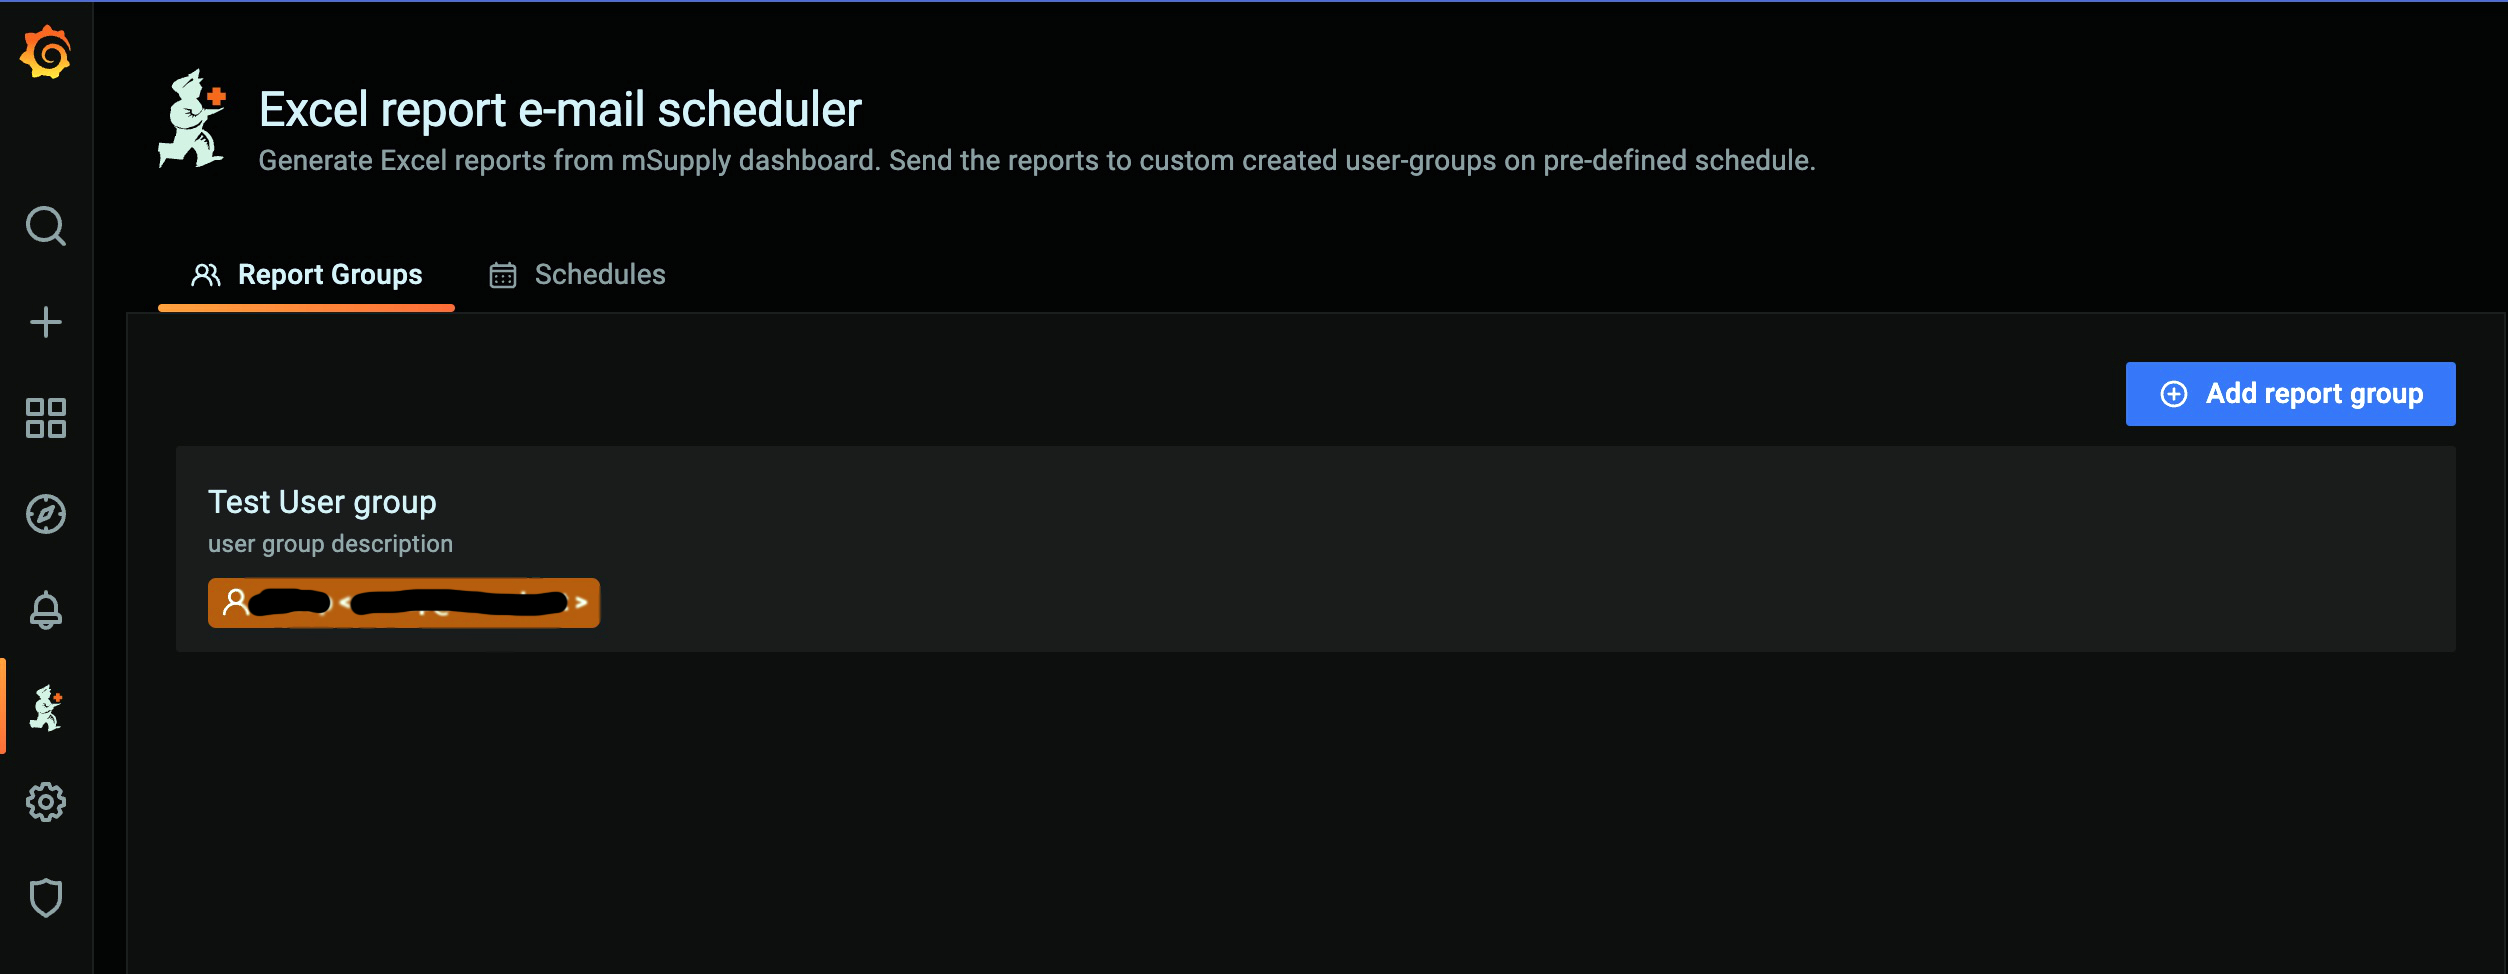 Excel report e-mail scheduler
Generate Excel reports from mSupply dashboard. Send the reports to custom created user-groups on pre-defined schedule.
Report Groups
Schedules
Add report group
Test User group
user group description
< >